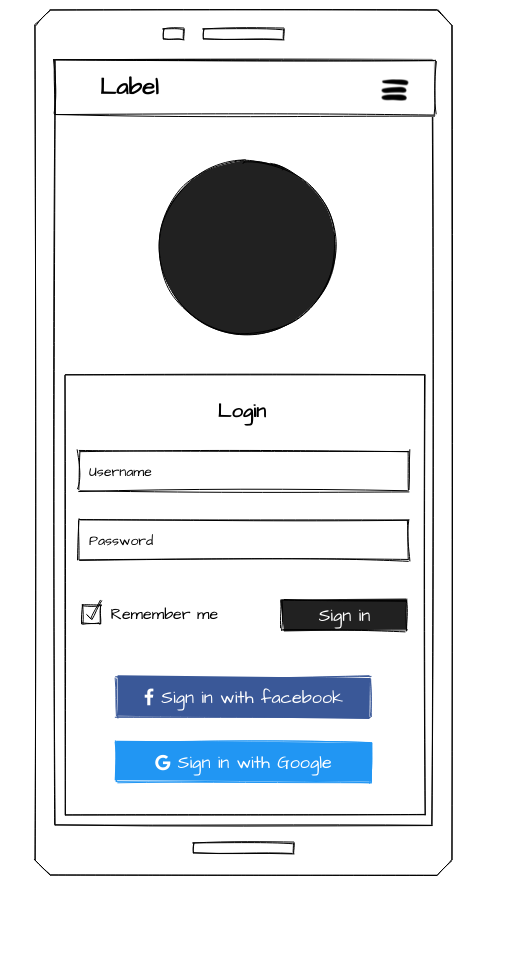 Label
Login
Username
Password
Remember me
Sign in
Sign in with facebook
Sign in with Google